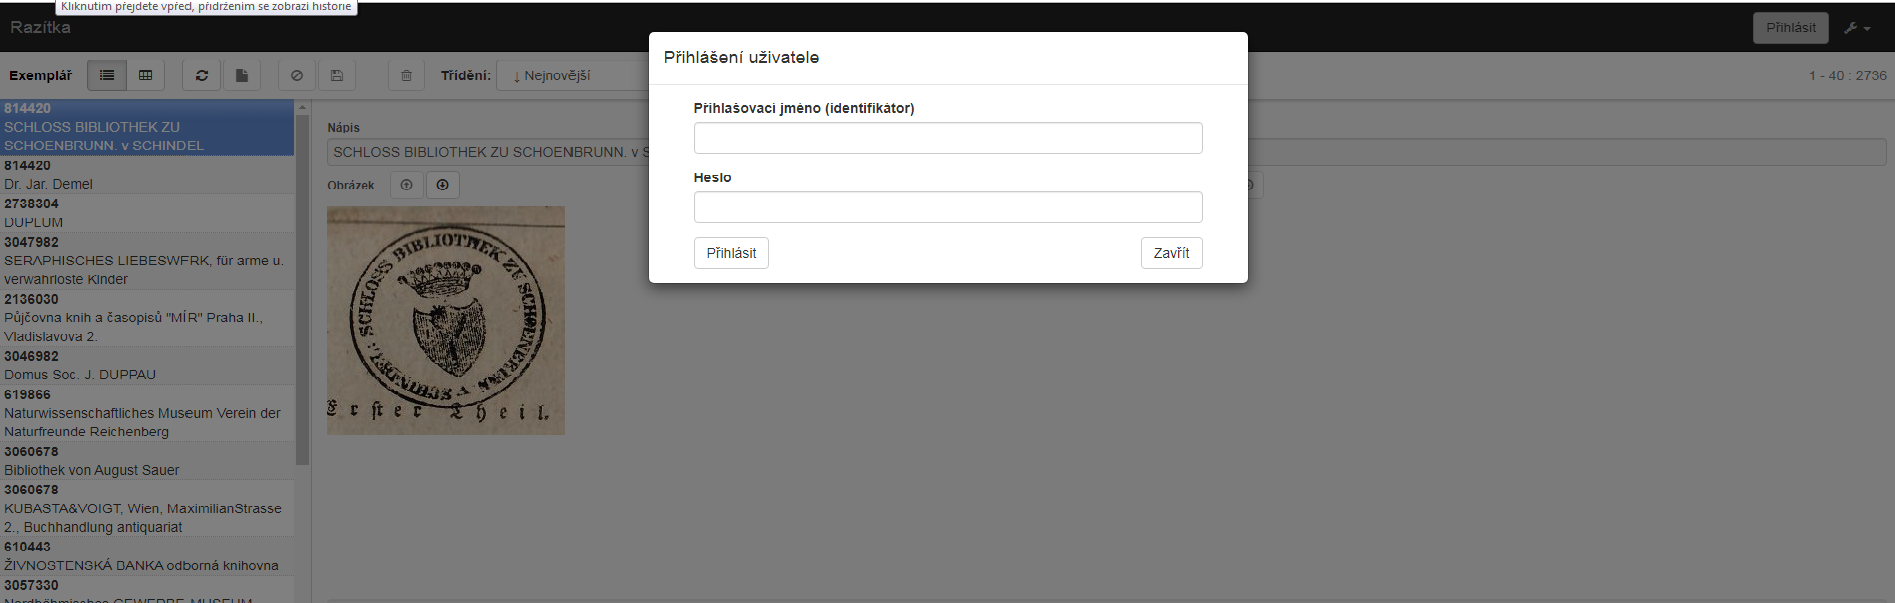 Kliknutím přejdete vpřed, přidržením se zobrazí historie
Razítka
Přihlásit
Exemplář
Třídění:
↓ Nejnovější
1 - 40 : 2736
814420
SCHLOSS BIBLIOTHEK ZU
SCHOENBRUNN. v SCHINDEL
814420
Dr. Jar. Demel
2738304
DUPLUM
3047982
SERAPHISCHES LIEBESWERK, für arme u.
verwahrloste Kinder
2136030
Půjčovna knih a časopisů "MÍR" Praha II.,
Vladislavova 2.
3046982
Domus Soc. J. DUPPAU
619866
Naturwissenschaftliches Museum Verein der
Naturfreunde Reichenberg
3060678
Bibliothek von August Sauer
3060678
KUBASTA&VOIGT, Wien, MaximilianStrasse
2., Buchhandlung antiquariat
610443
ŽIVNOSTENSKÁ BANKA odborná knihovna
3057330
Nordböhmisches GEWERBE-MUSEUM
Nápis
SCHLOSS BIBLIOTHEK ZU SCHOENBRUNN. v S
Obrázek
SCHLOSS BIBLIOTHEK ZU SCHOENBRUNN v SCHINDEL
Erster Theil.
Přihlášení uživatele
Přihlašovací jméno (identifikátor)
Heslo
Přihlásit
Zavřít